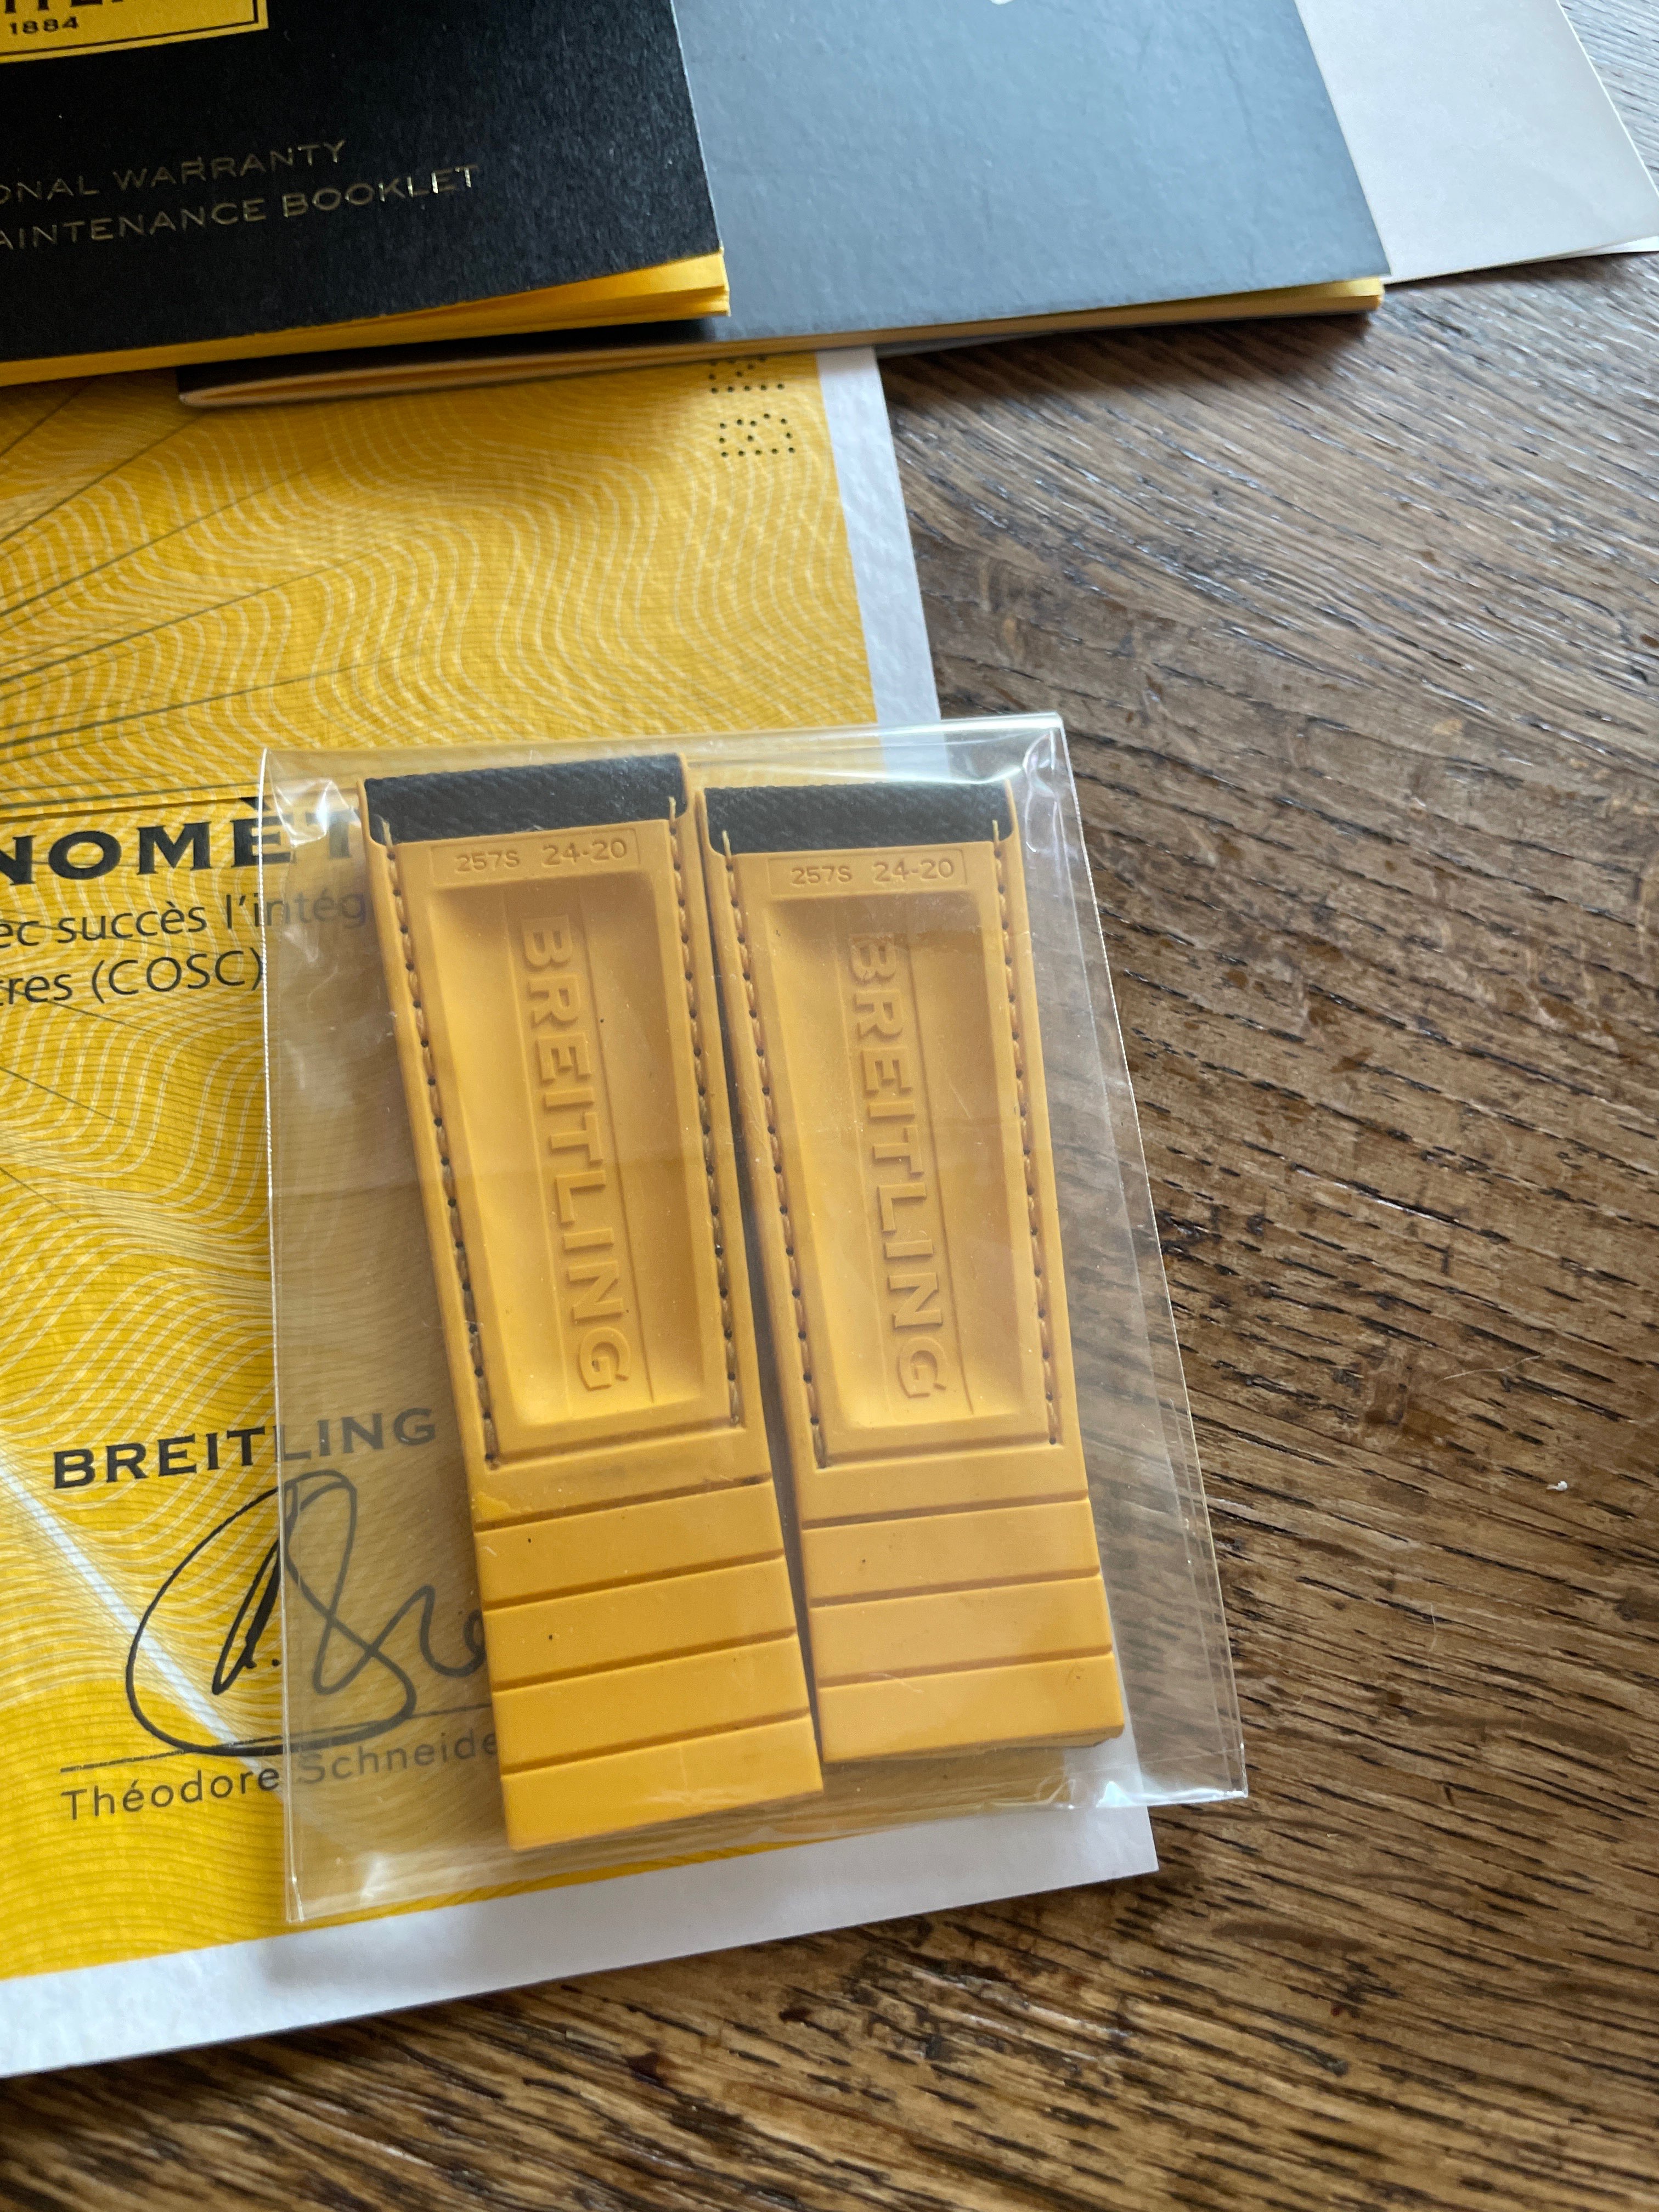 1884
ONAL WARRANTY
AINTENANCE BOOKLET
NOMÈT
ec succès l'intég
tres (COSC)
BREITLING
Théodore Schneide
257S 24-20
BREITLING
257S 24-20
BREITLING